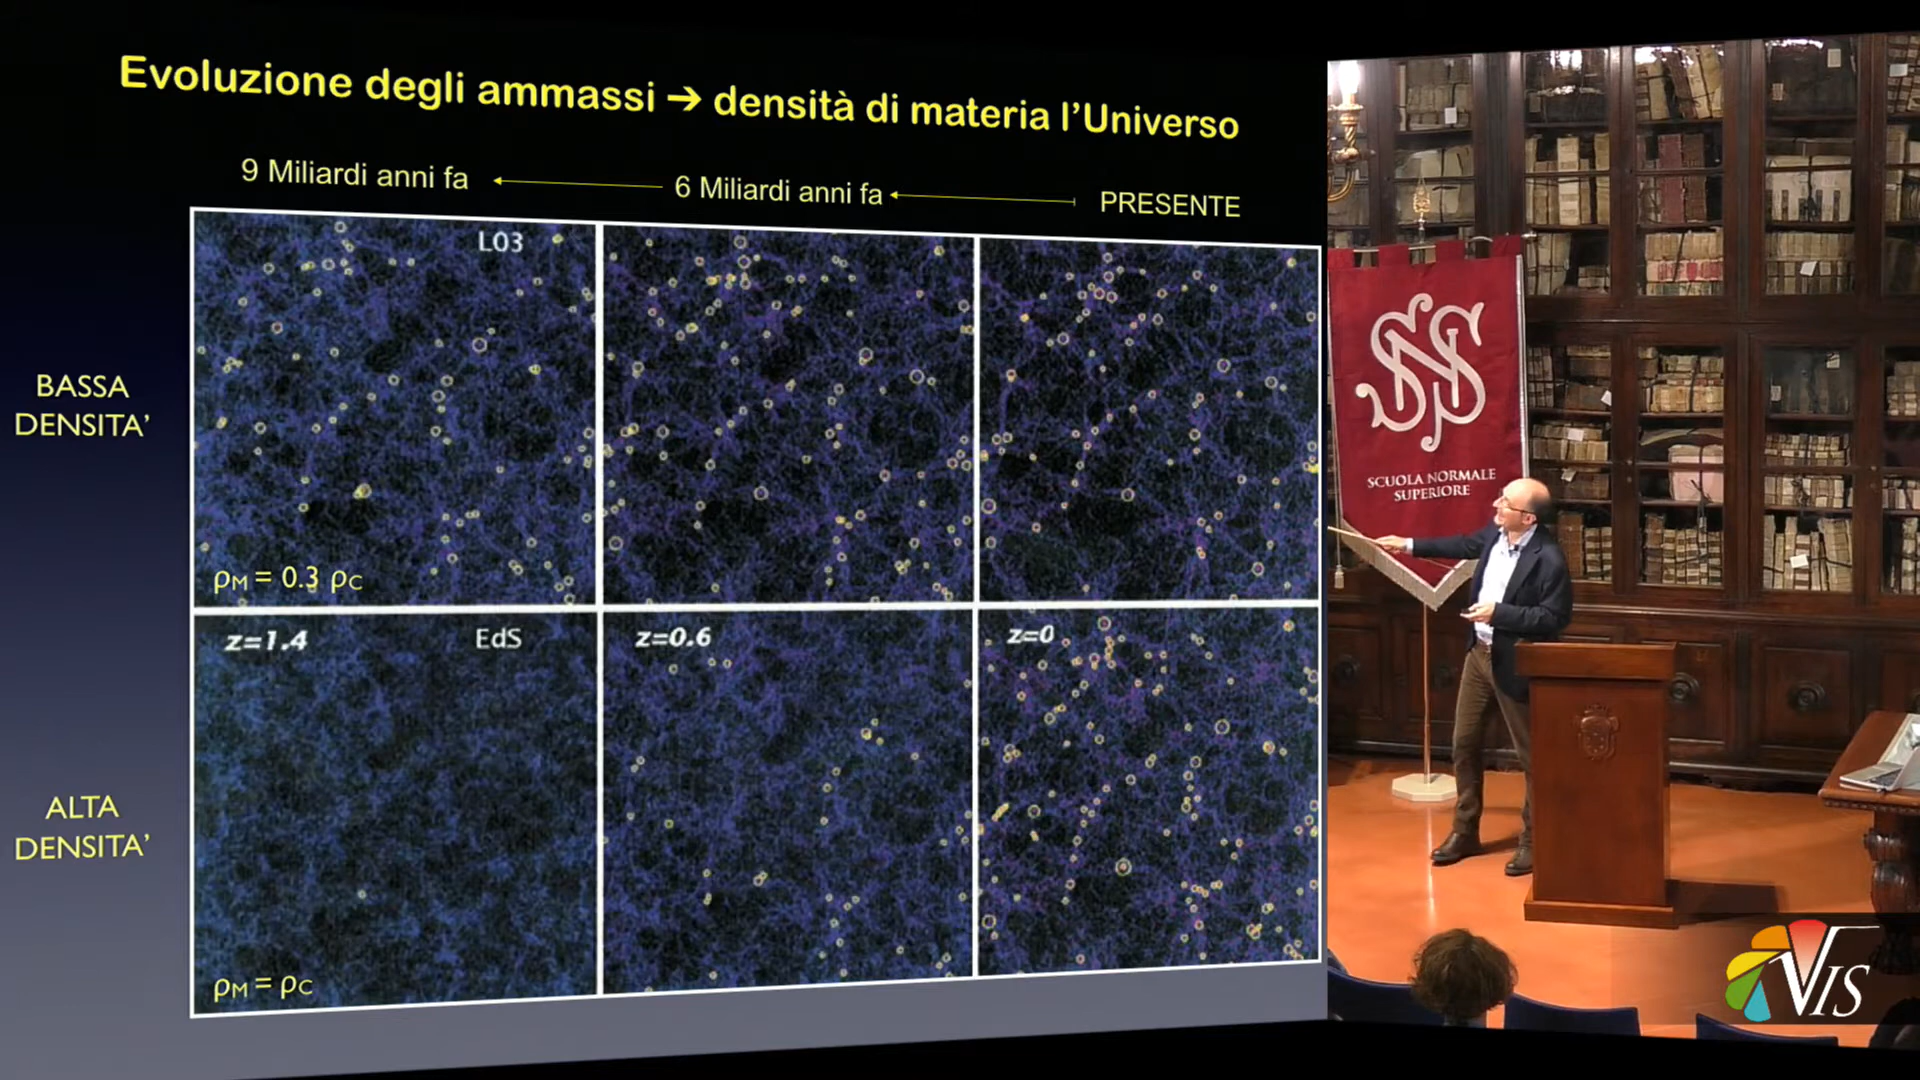 Evoluzione degli ammassi ➔ densità di materia l'Universo
9 Miliardi anni fa
6 Miliardi anni fa
PRESENTE
BASSA
DENSITA'
L03
ρM = 0.3 ρC
ALTA
DENSITA'
z=1.4
EdS
z=0.6
z=0
ρM = ρC
SNS
SCUOLA NORMALE
SUPERIORE
VIS